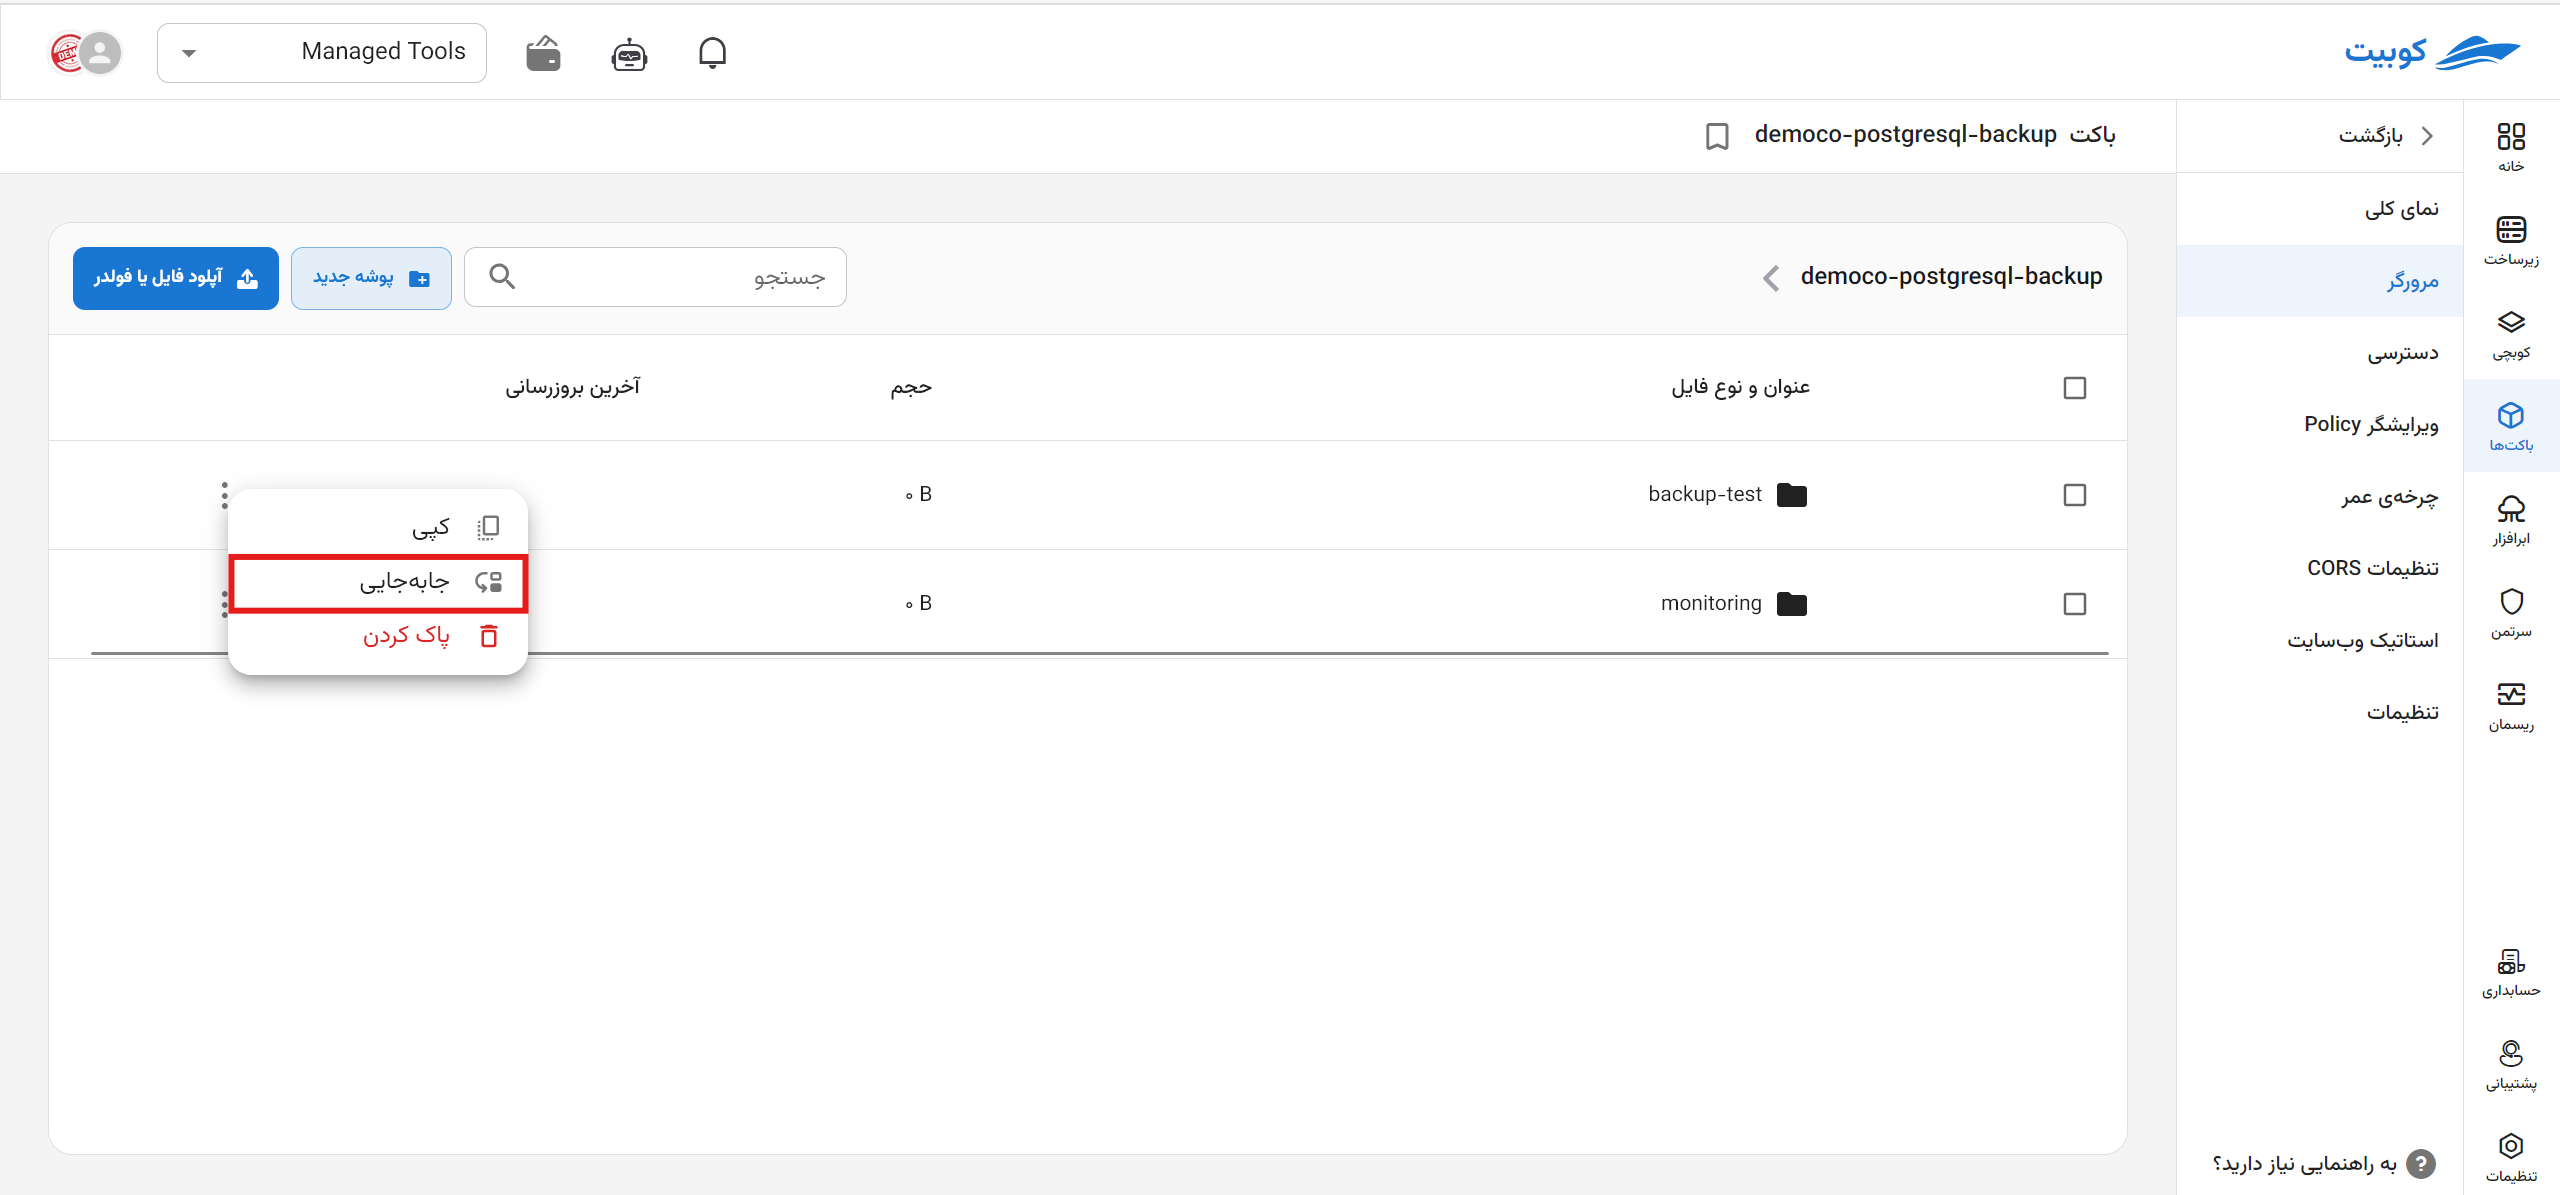 کوبیت
Managed Tools
DEMO
خانه
زیرساخت
کوبچی
باکت‌ها
ابرافزار
سرتمن
ریسمان
حسابداری
پشتیبانی
تنظیمات
بازگشت
نمای کلی
مرورگر
دسترسی
ویرایشگر Policy
چرخه‌ی عمر
تنظیمات CORS
استاتیک وب‌سایت
تنظیمات
به راهنمایی نیاز دارید؟
باکت democo-postgresql-backup
democo-postgresql-backup
جستجو
پوشه جدید
آپلود فایل یا فولدر
عنوان و نوع فایل
حجم
آخرین بروزرسانی
backup-test
۰ B
monitoring
۰ B
کپی
جابه‌جایی
پاک کردن